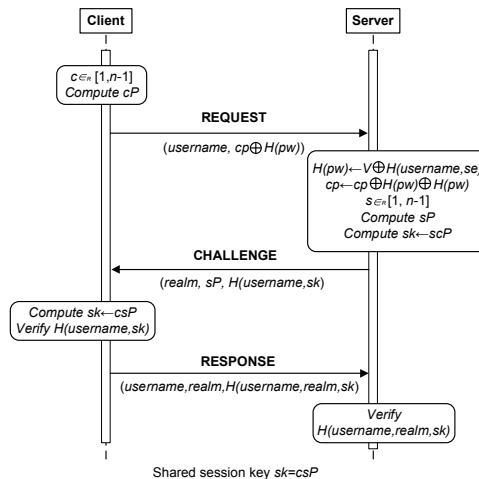 Client
Server
c∈ʀ [1,n-1]
Compute cP
REQUEST
(username, cp⊕H(pw))
H(pw)←V⊕H(username,se)
cp←cp⊕H(pw)⊕H(pw)
s∈ʀ[1, n-1]
Compute sP
Compute sk←scP
CHALLENGE
(realm, sP, H(username,sk)
Compute sk←csP
Verify H(username,sk)
RESPONSE
(username,realm,H(username,realm,sk)
Verify
H(username,realm,sk)
Shared session key sk=csP